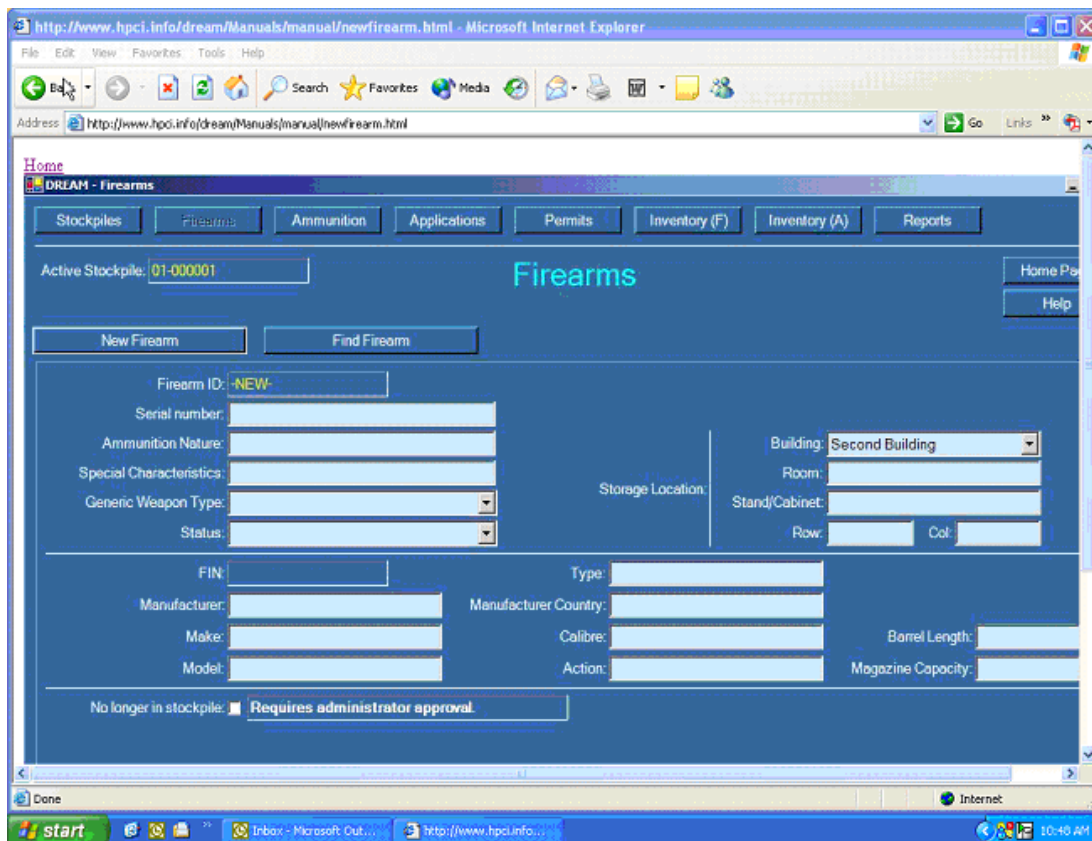 http://www.hpci.info/dream/Manuals/manual/newfirearm.html - Microsoft Internet Explorer
File Edit View Favorites Tools Help
Back Search Favorites Media
Address http://www.hpci.info/dream/Manuals/manual/newfirearm.html Go Links »
Home
DREAM - Firearms
Stockpiles Firearms Ammunition Applications Permits Inventory (F) Inventory (A) Reports
Active Stockpile: 01-000001 Firearms Home Pag
Help
New Firearm Find Firearm
Firearm ID: -NEW-
Serial number:
Ammunition Nature: Building: Second Building
Special Characteristics: Room:
Storage Location:
Generic Weapon Type: Stand/Cabinet:
Status: Row: Col:
FIN: Type:
Manufacturer: Manufacturer Country:
Make: Calibre: Barrel Length:
Model: Action: Magazine Capacity:
No longer in stockpile: Requires administrator approval.
Done Internet
start » Inbox - Microsoft Out... http://www.hpci.info... 10:48 AM